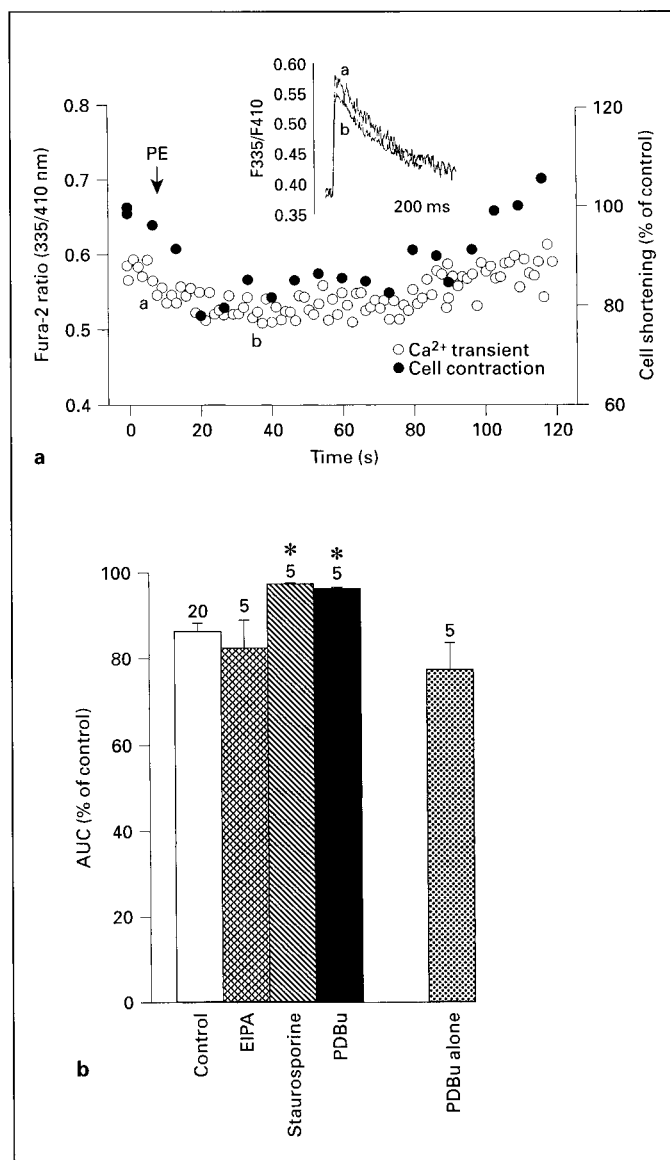 0.60
0.55
0.50
0.45
0.40
0.35
F335/F410
a
b
200 ms
0.8
0.7
0.6
0.5
0.4
Fura-2 ratio (335/410 nm)
PE
a
b
120
100
80
60
Cell shortening (% of control)
Ca²⁺ transient
Cell contraction
0 20 40 60 80 100 120
Time (s)
a
100
80
60
40
20
0
AUC (% of control)
20
5
*
5
*
5
5
Control
EIPA
Staurosporine
PDBu
PDBu alone
b